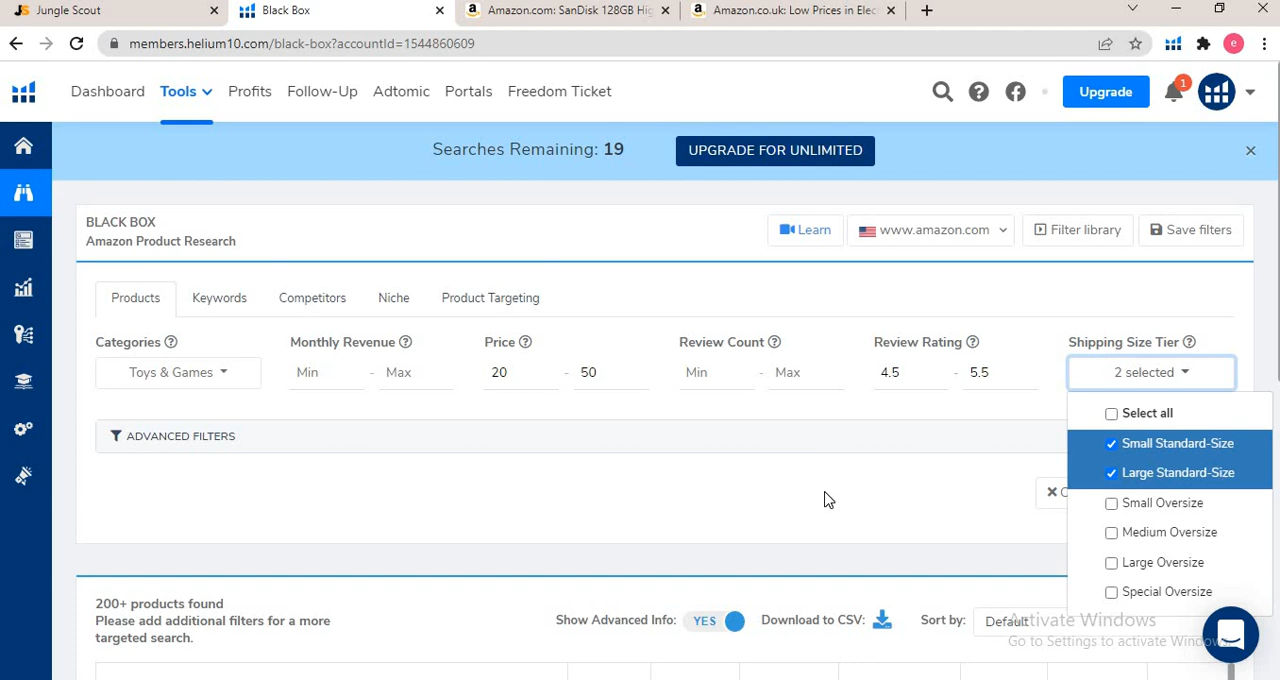 Jungle Scout
Black Box
Amazon.com: SanDisk 128GB Hig
Amazon.co.uk: Low Prices in Elec
members.helium10.com/black-box?accountId=1544860609
e
Dashboard Tools Profits Follow-Up Adtomic Portals Freedom Ticket
Upgrade
1
Searches Remaining: 19
UPGRADE FOR UNLIMITED
BLACK BOX
Amazon Product Research
Learn
www.amazon.com
Filter library
Save filters
Products Keywords Competitors Niche Product Targeting
Categories Monthly Revenue Price Review Count Review Rating Shipping Size Tier
Toys & Games Min - Max 20 - 50 Min - Max 4.5 - 5.5 2 selected
Select all
ADVANCED FILTERS
Small Standard-Size
Large Standard-Size
Small Oversize
Medium Oversize
Large Oversize
Special Oversize
200+ products found
Please add additional filters for a more
targeted search.
Show Advanced Info: YES Download to CSV: Sort by: Default
Activate Windows
Go to Settings to activate Windows.